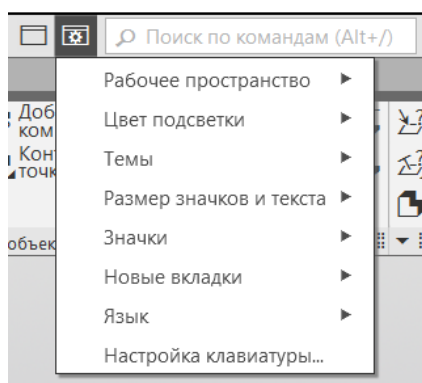 Поиск по командам (Alt+/)
Рабочее пространство
Цвет подсветки
Темы
Размер значков и текста
Значки
Новые вкладки
Язык
Настройка клавиатуры...